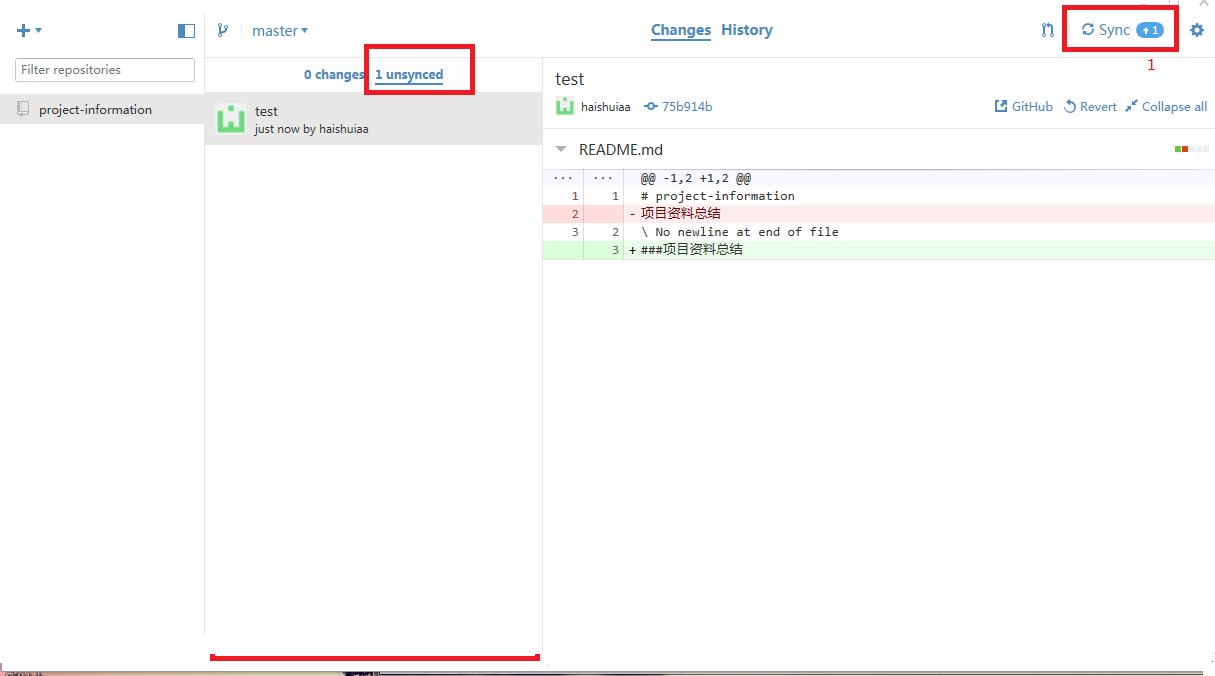 master
Changes History
Sync 1
1
Filter repositories
0 changes 1 unsynced
project-information
test
just now by haishuiaa
test
haishuiaa 75b914b
GitHub Revert Collapse all
README.md
... ... @@ -1,2 +1,2 @@
1 1 # project-information
2 - 项目资料总结
3 2 \ No newline at end of file
3 + ###项目资料总结